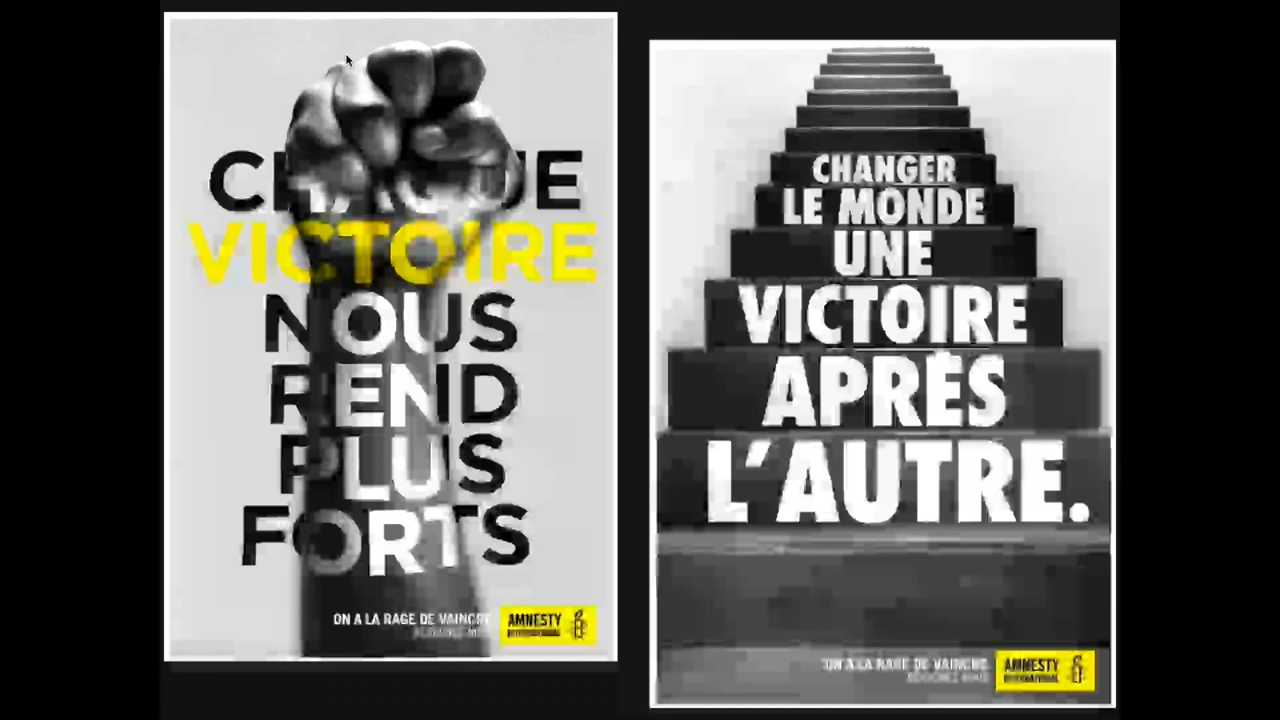 CHAQUE
VICTOIRE
NOUS
REND
PLUS
FORTS
ON A LA RAGE DE VAINCRE
AMNESTY
INTERNATIONAL
CHANGER
LE MONDE
UNE
VICTOIRE
APRÈS
L'AUTRE.
ON A LA RAGE DE VAINCRE
AMNESTY
INTERNATIONAL